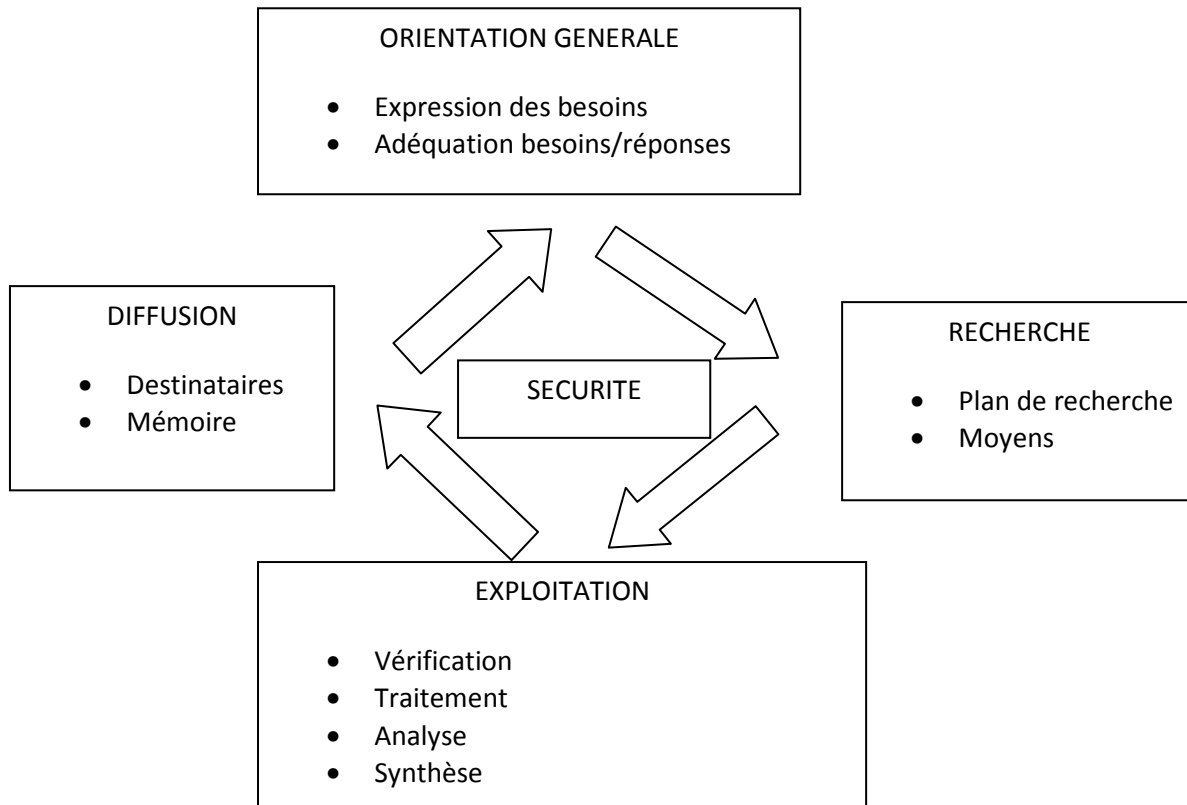 ORIENTATION GENERALE
• Expression des besoins
• Adéquation besoins/réponses
DIFFUSION
• Destinataires
• Mémoire
SECURITE
RECHERCHE
• Plan de recherche
• Moyens
EXPLOITATION
• Vérification
• Traitement
• Analyse
• Synthèse